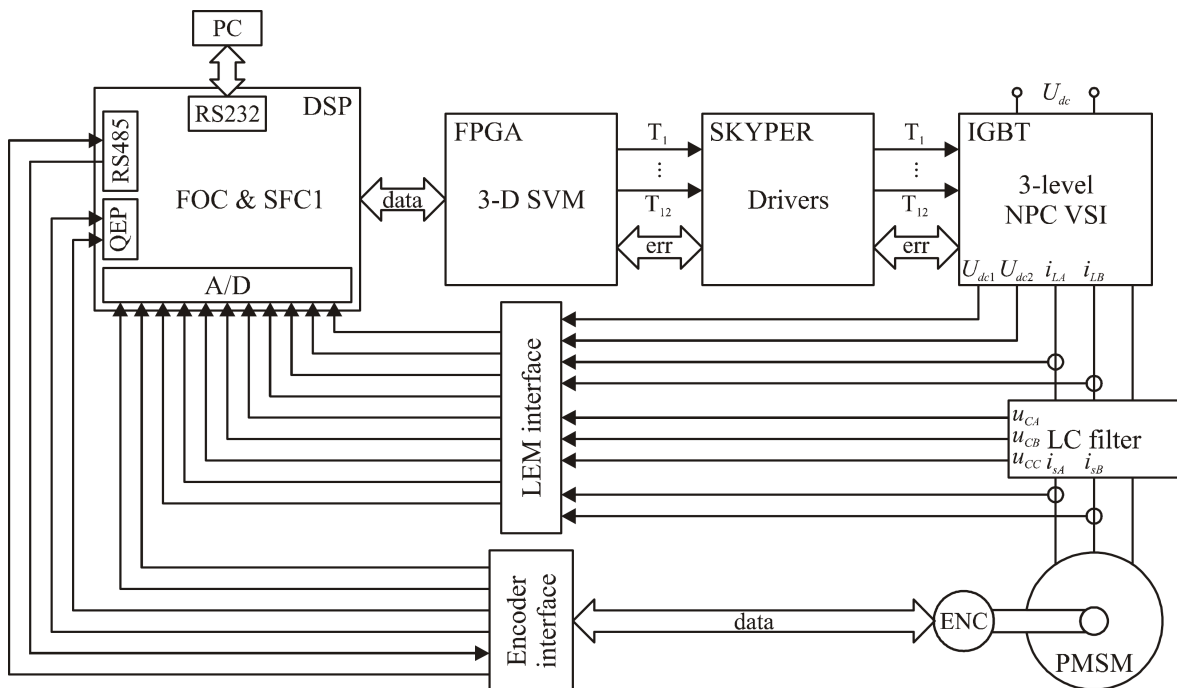 PC
RS232
DSP
RS485
FOC & SFC1
QEP
A/D
data
FPGA
3-D SVM
T1
⋮
T12
err
SKYPER
Drivers
T1
⋮
T12
err
Udc
IGBT
3-level
NPC VSI
Udc1 Udc2 iLA iLB
LEM interface
uCA
uCB
uCC
LC filter
isA isB
Encoder
interface
data
ENC
PMSM